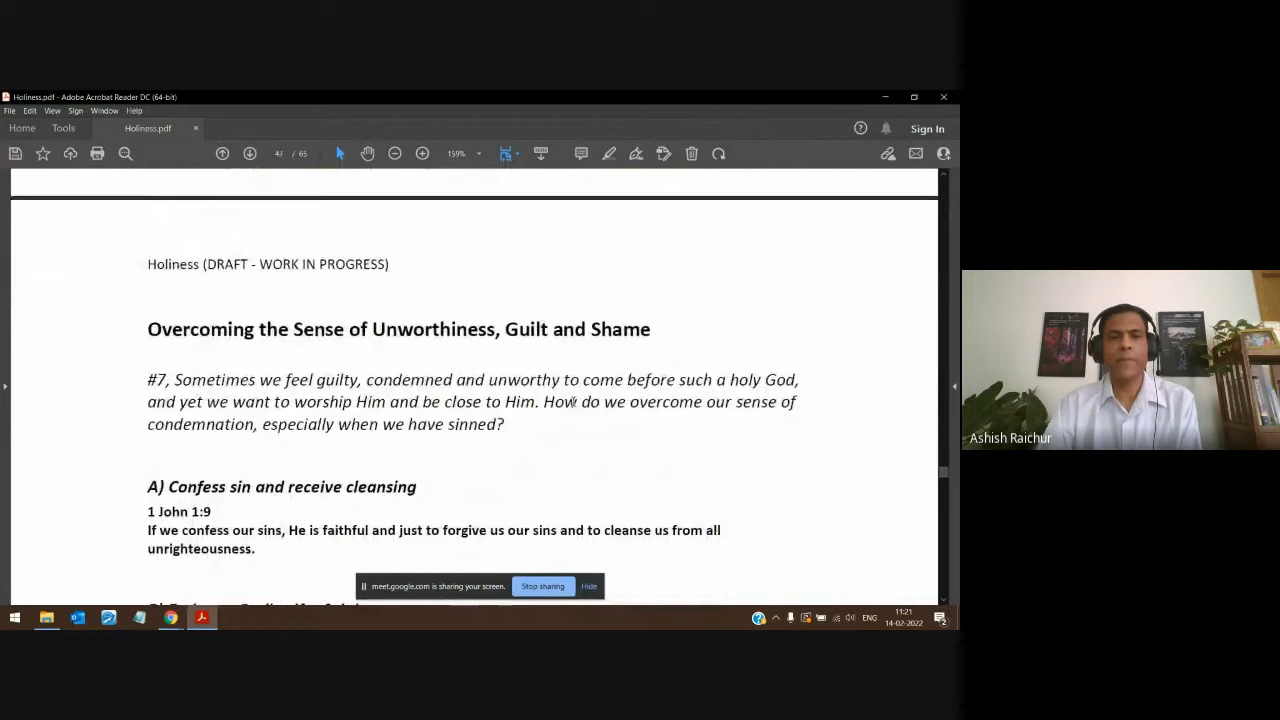 Holiness.pdf - Adobe Acrobat Reader DC (64-bit)
File Edit View Sign Window Help
Home Tools Holiness.pdf × Sign In
47 / 65 159%
Holiness (DRAFT - WORK IN PROGRESS)
Overcoming the Sense of Unworthiness, Guilt and Shame
#7, Sometimes we feel guilty, condemned and unworthy to come before such a holy God,
and yet we want to worship Him and be close to Him. How do we overcome our sense of
condemnation, especially when we have sinned?
A) Confess sin and receive cleansing
1 John 1:9
If we confess our sins, He is faithful and just to forgive us our sins and to cleanse us from all
unrighteousness.
meet.google.com is sharing your screen. Stop sharing Hide
ENG
11:21
14-02-2022
Ashish Raichur